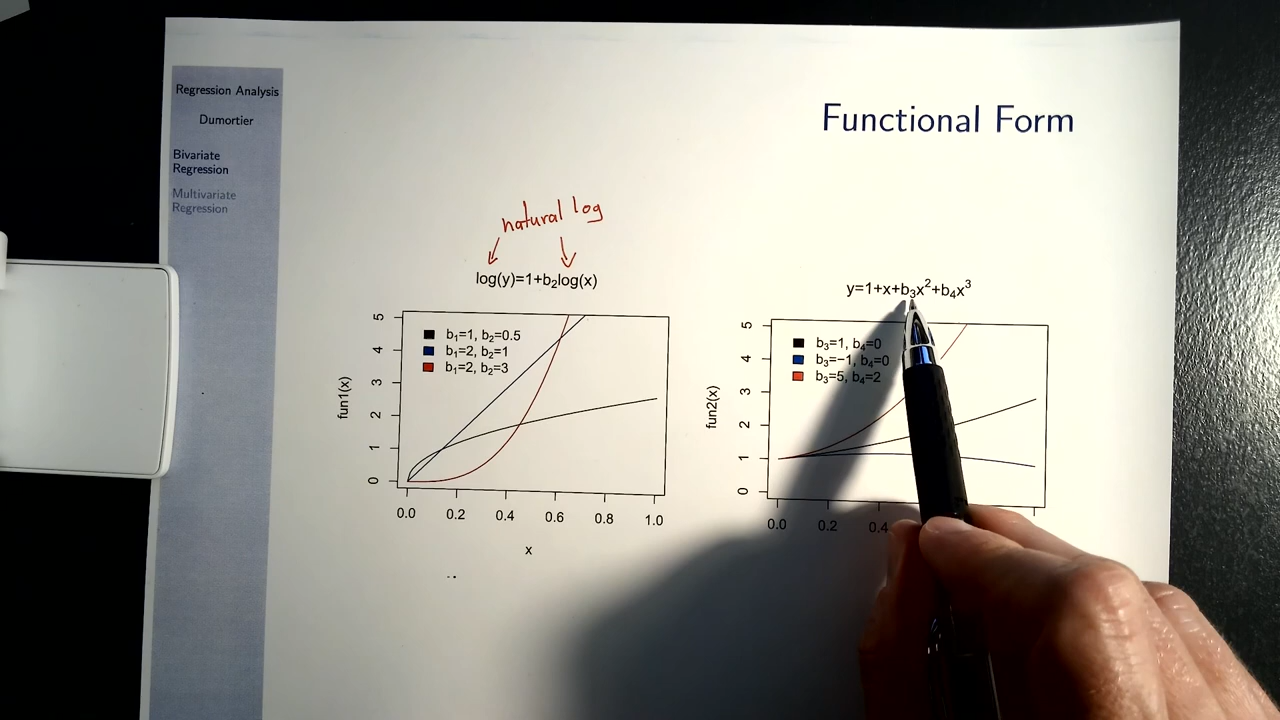 Functional Form
Regression Analysis
Dumortier
Bivariate
Regression
Multivariate
Regression
natural log
log(y)=1+b₂log(x)
b₁=1, b₂=0.5
b₁=2, b₂=1
b₁=2, b₂=3
fun1(x)
5
4
3
2
1
0
0.0 0.2 0.4 0.6 0.8 1.0
x
y=1+x+b₃x²+b₄x³
b₃=1, b₄=0
b₃=−1, b₄=0
b₃=5, b₄=2
fun2(x)
5
4
3
2
1
0
0.0 0.2 0.4